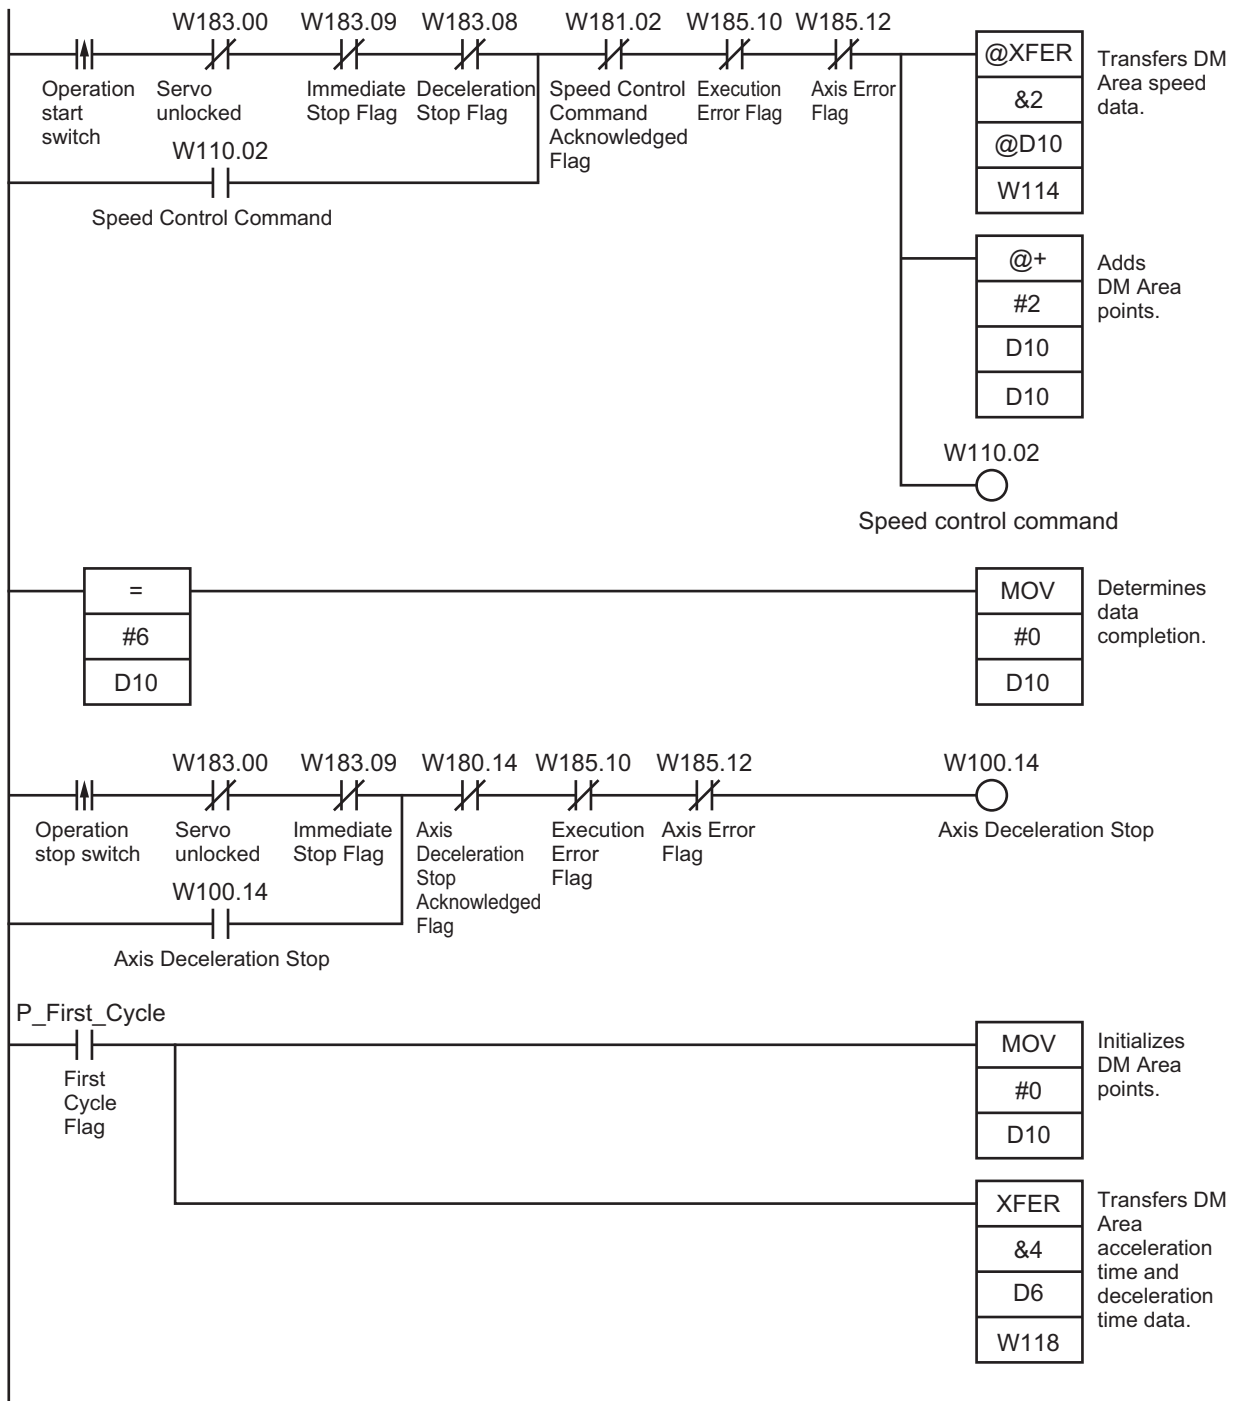 W183.00 W183.09 W183.08 W181.02 W185.10 W185.12
Operation
start
switch
Servo
unlocked
Immediate
Stop Flag
Deceleration
Stop Flag
Speed Control
Command
Acknowledged
Flag
Execution
Error Flag
Axis Error
Flag
@XFER
&2
@D10
W114
Transfers DM
Area speed
data.
W110.02
Speed Control Command
@+
#2
D10
D10
Adds
DM Area
points.
W110.02
Speed control command
=
#6
D10
MOV
#0
D10
Determines
data
completion.
W183.00 W183.09 W180.14 W185.10 W185.12 W100.14
Operation
stop switch
Servo
unlocked
Immediate
Stop Flag
Axis
Deceleration
Stop
Acknowledged
Flag
Execution
Error
Flag
Axis Error
Flag
Axis Deceleration Stop
W100.14
Axis Deceleration Stop
P_First_Cycle
First
Cycle
Flag
MOV
#0
D10
Initializes
DM Area
points.
XFER
&4
D6
W118
Transfers DM
Area
acceleration
time and
deceleration
time data.